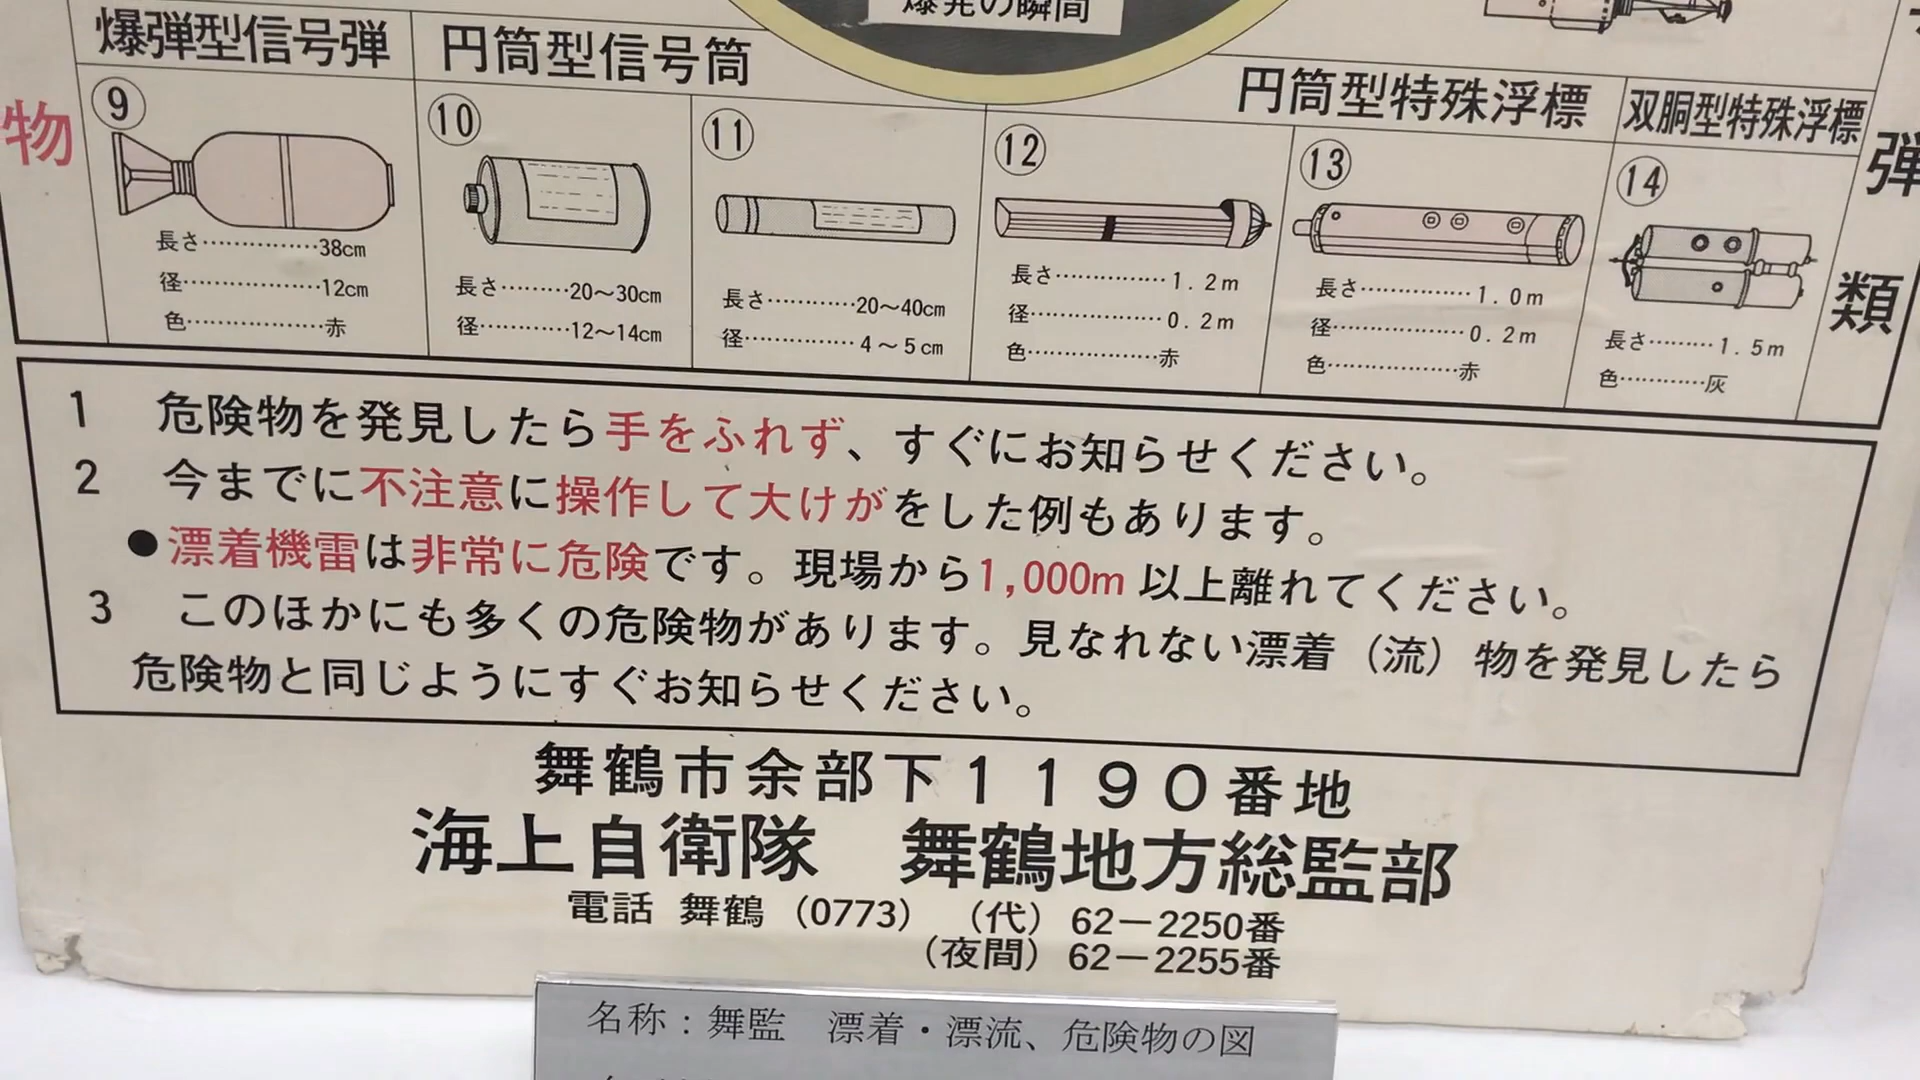 爆発の瞬間
爆弾型信号弾 円筒型信号筒 円筒型特殊浮標 双胴型特殊浮標
物
弾
類
⑨
長さ……………38cm
径………………12cm
色………………赤
⑩
長さ………20〜30cm
径…………12〜14cm
⑪
長さ…………20〜40cm
径……………4〜5cm
⑫
長さ……………1.2m
径………………0.2m
色………………赤
⑬
長さ……………1.0m
径………………0.2m
色………………赤
⑭
長さ………1.5m
色…………灰
1 危険物を発見したら手をふれず、すぐにお知らせください。
2 今までに不注意に操作して大けがをした例もあります。
●漂着機雷は非常に危険です。現場から1,000m以上離れてください。
3 このほかにも多くの危険物があります。見なれない漂着（流）物を発見したら
危険物と同じようにすぐお知らせください。
舞鶴市余部下1190番地
海上自衛隊 舞鶴地方総監部
電話 舞鶴（0773）（代）62－2250番
（夜間）62－2255番
名称：舞監 漂着・漂流、危険物の図